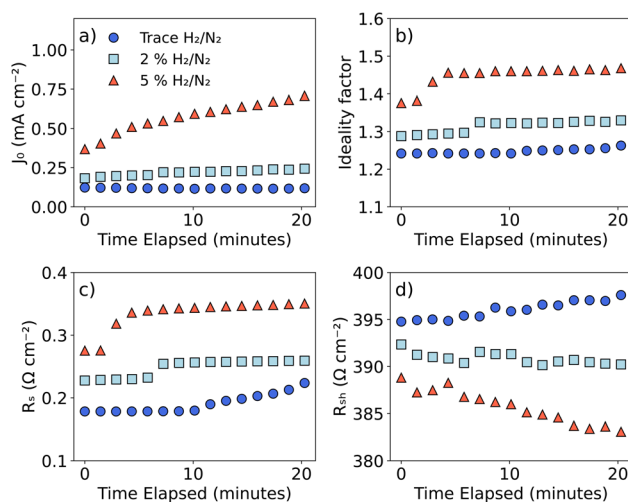 a)
Trace H₂/N₂
2 % H₂/N₂
5 % H₂/N₂
1.00
0.75
0.50
0.25
0.00
J₀ (mA cm⁻²)
0 10 20
Time Elapsed (minutes)
b)
1.6
1.5
1.4
1.3
1.2
1.1
Ideality factor
0 10 20
Time Elapsed (minutes)
c)
0.4
0.3
0.2
0.1
Rₛ (Ω cm⁻²)
0 10 20
Time Elapsed (minutes)
d)
400
395
390
385
380
Rₛₕ (Ω cm⁻²)
0 10 20
Time Elapsed (minutes)